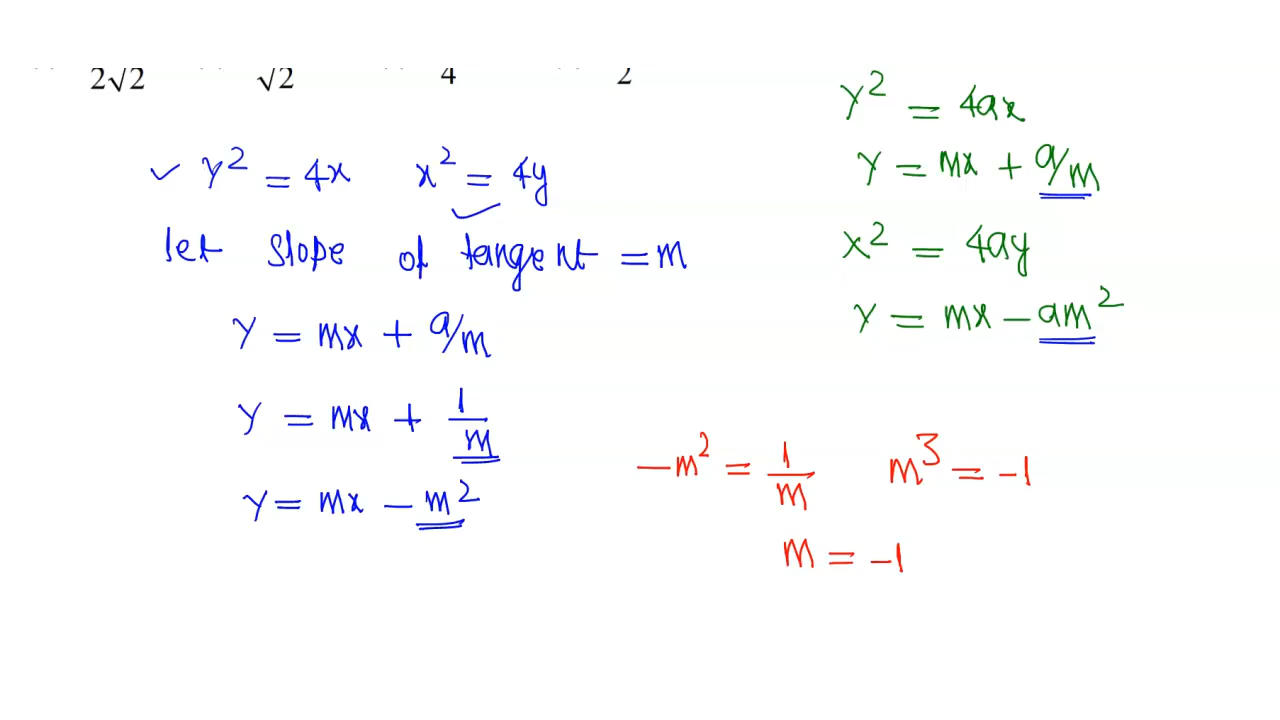 2√2 √2 4 2
y² = 4x x² = 4y
let slope of tangent = m
y = mx + a/m
y = mx + 1/m
y = mx - m²
y² = 4ax
y = mx + a/m
x² = 4ay
y = mx - am²
-m² = 1/m m³ = -1
m = -1